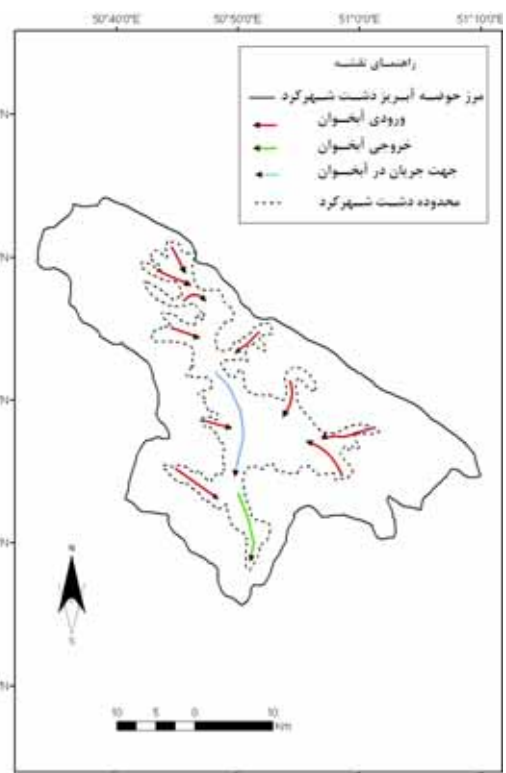 50°40'0"E 50°50'0"E 51°0'0"E 51°10'0"E
راهنمای نقشه
مرز حوضه آبریز دشت شهرکرد
ورودی آبخوان
خروجی آبخوان
جهت جریان در آبخوان
محدوده دشت شهرکرد
N
S
10 5 0 10
Km